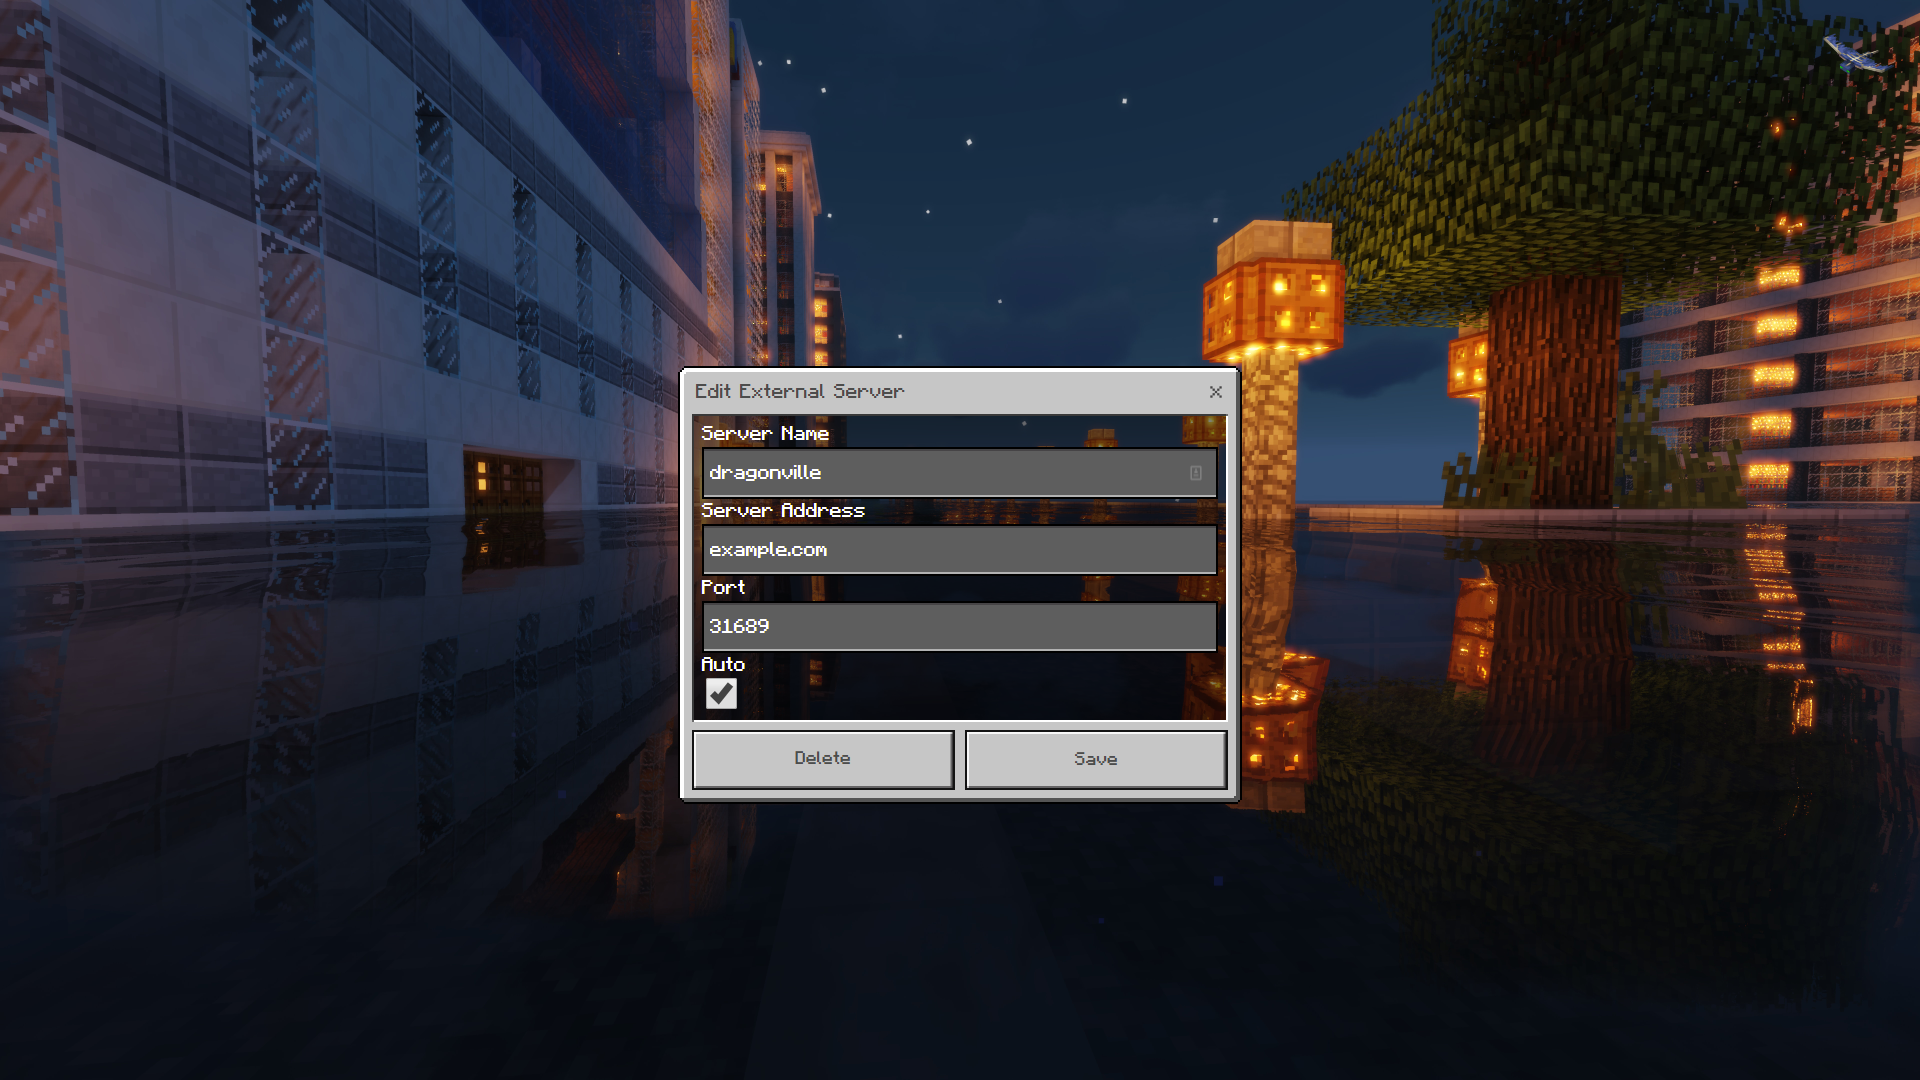 Edit External Server
Server Name
dragonville
Server Address
example.com
Port
31689
Auto
Delete
Save